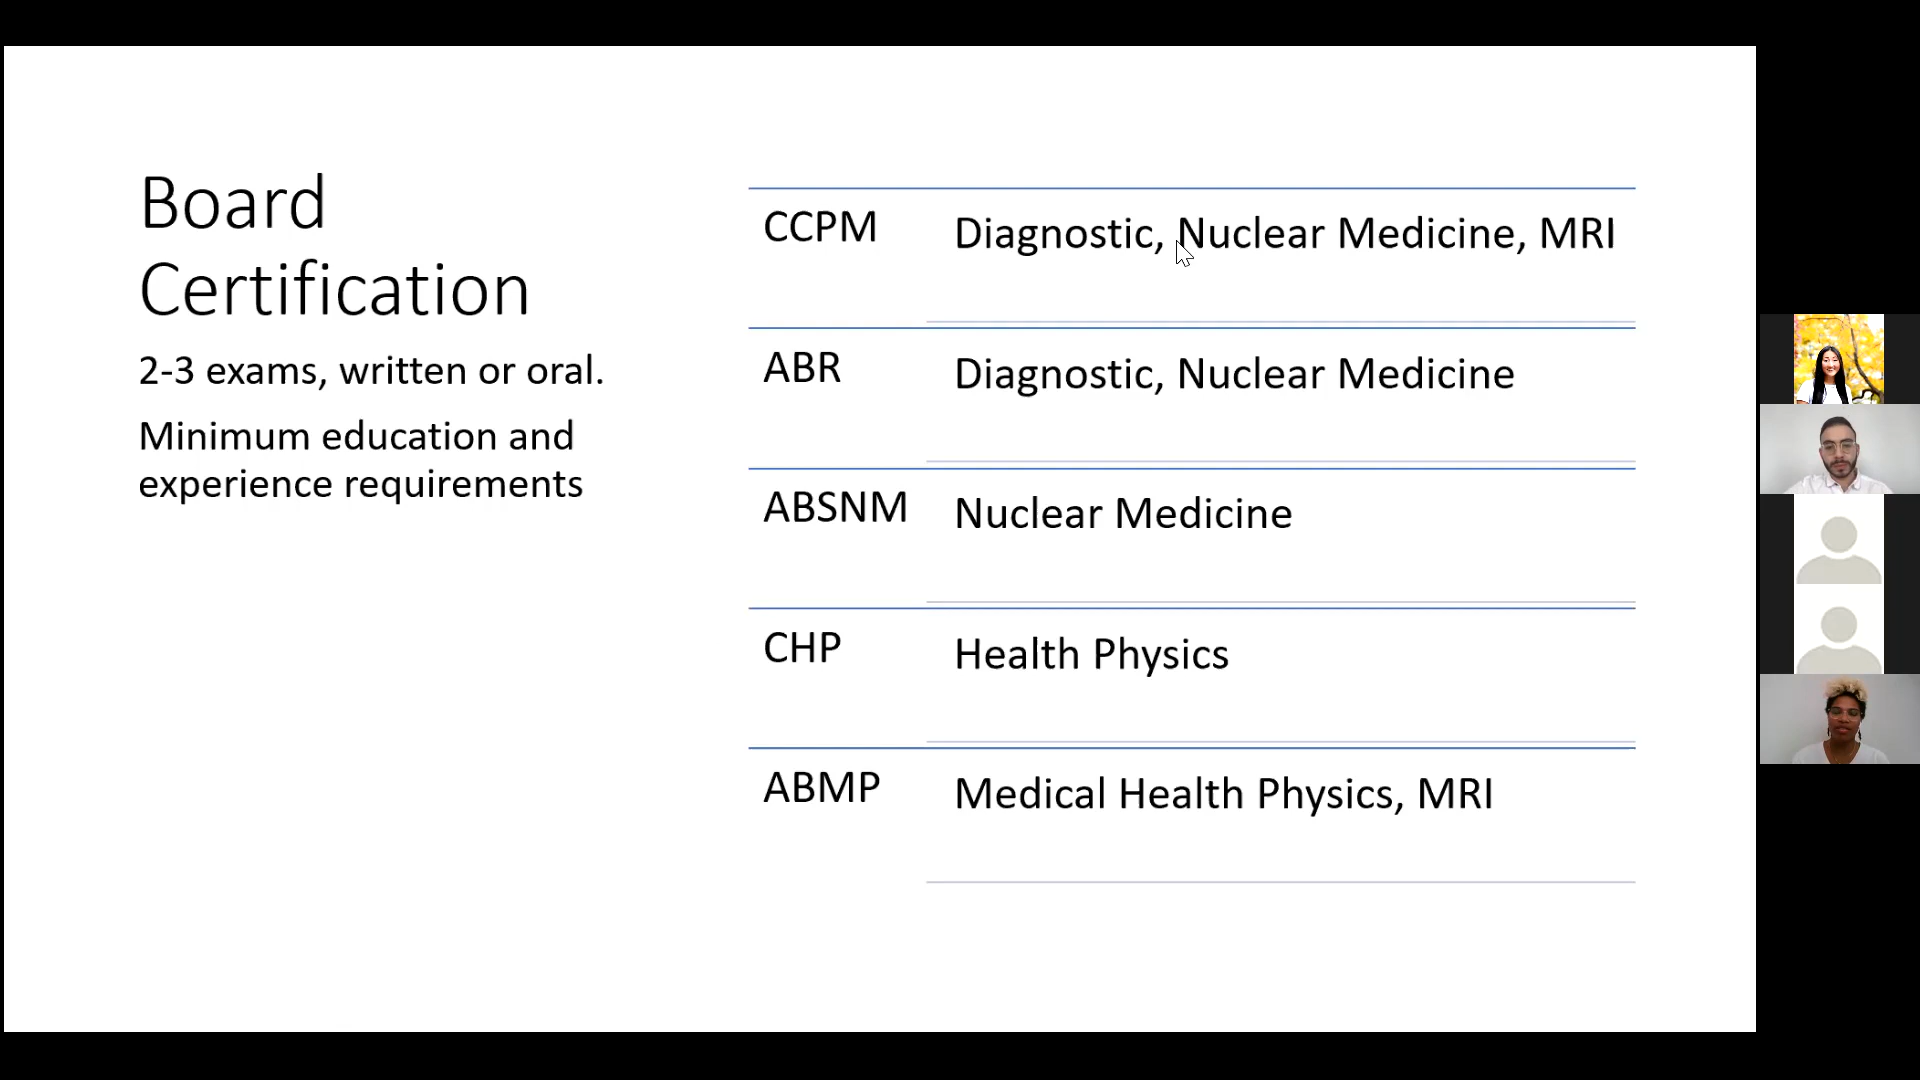 Board
Certification
2-3 exams, written or oral.
Minimum education and
experience requirements
CCPM
Diagnostic, Nuclear Medicine, MRI
ABR
Diagnostic, Nuclear Medicine
ABSNM
Nuclear Medicine
CHP
Health Physics
ABMP
Medical Health Physics, MRI